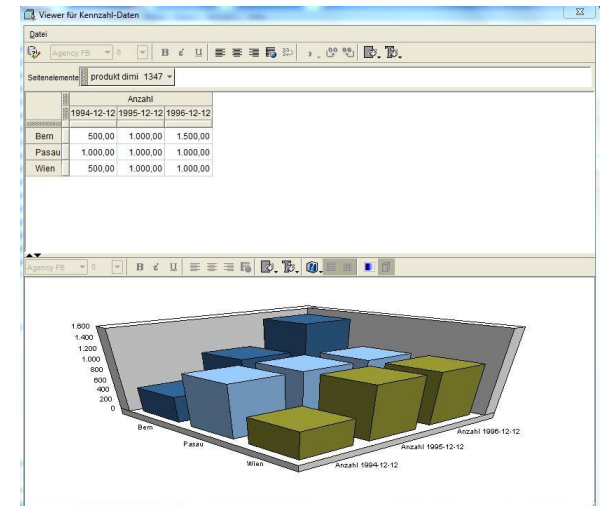 Viewer für Kennzahl-Daten
Datei
Agency FB 8 B i U
Seitenelemente produkt dimi 1347
Anzahl
1994-12-12 1995-12-12 1996-12-12
Bern 500,00 1.000,00 1.500,00
Pasau 1.000,00 1.000,00 1.000,00
Wien 500,00 1.000,00 1.000,00
Agency FB 8 B i U
1.600
1.400
1.200
1.000
800
600
400
200
0
Bern
Pasau
Wien
Anzahl 1994-12-12
Anzahl 1995-12-12
Anzahl 1996-12-12